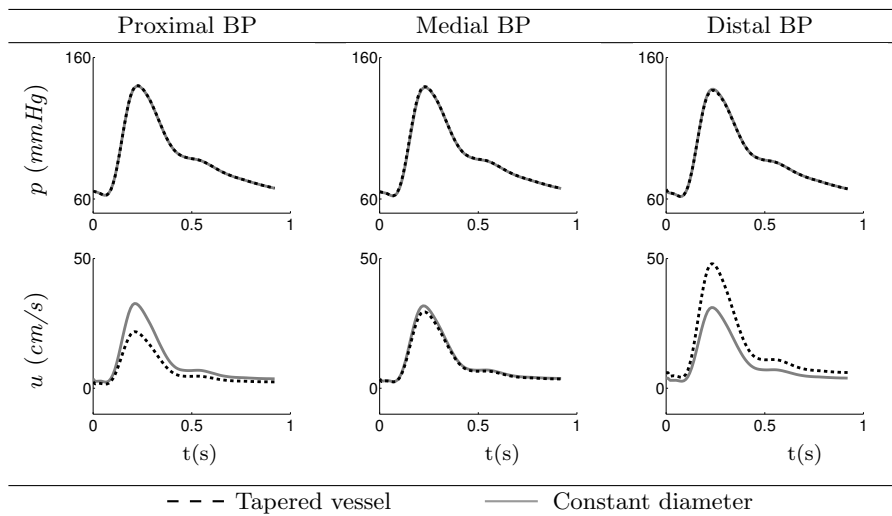 Proximal BP Medial BP Distal BP
p (mmHg)
160 160 160
60 60 60
0 0.5 1 0 0.5 1 0 0.5 1
u (cm/s)
50 50 50
0 0 0
0 0.5 1 0 0.5 1 0 0.5 1
t(s) t(s) t(s)
Tapered vessel Constant diameter